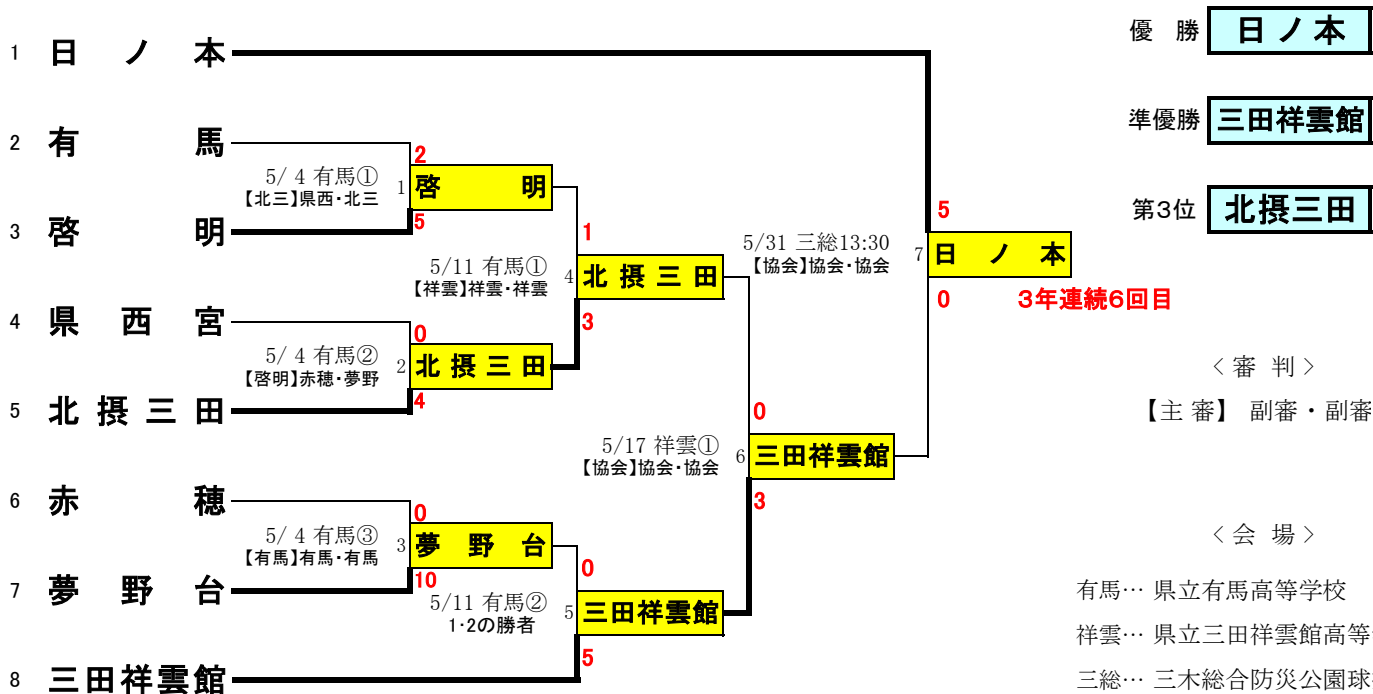 1 日ノ本
2 有馬
3 啓明
4 県西宮
5 北摂三田
6 赤穂
7 夢野台
8 三田祥雲館
2
5/ 4 有馬①
【北三】県西・北三
1 啓明
5
0
5/ 4 有馬②
【啓明】赤穂・夢野
2 北摂三田
4
0
5/ 4 有馬③
【有馬】有馬・有馬
3 夢野台
10
1
5/11 有馬①
【祥雲】祥雲・祥雲
4 北摂三田
3
0
5/11 有馬②
1・2の勝者
5 三田祥雲館
5
0
5/17 祥雲①
【協会】協会・協会
6 三田祥雲館
3
5
5/31 三総13:30
【協会】協会・協会
7 日ノ本
0 3年連続6回目
優勝 日ノ本
準優勝 三田祥雲館
第3位 北摂三田
＜審判＞
【主審】 副審・副審
＜会場＞
有馬… 県立有馬高等学校
祥雲… 県立三田祥雲館高等
三総… 三木総合防災公園球